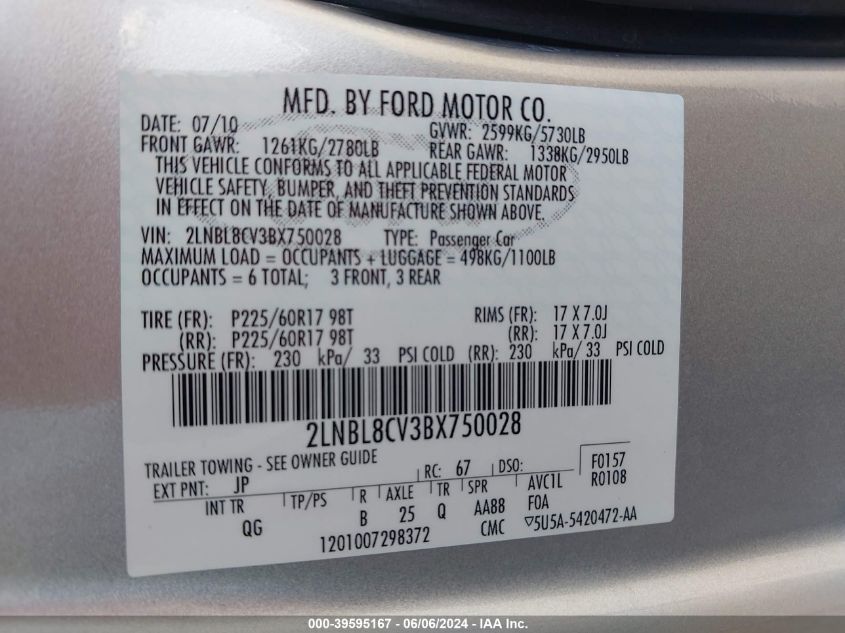 MFD. BY FORD MOTOR CO.
DATE: 07/10 GVWR: 2599KG/5730LB
FRONT GAWR: 1261KG/2780LB REAR GAWR: 1338KG/2950LB
THIS VEHICLE CONFORMS TO ALL APPLICABLE FEDERAL MOTOR
VEHICLE SAFETY, BUMPER, AND THEFT PREVENTION STANDARDS
IN EFFECT ON THE DATE OF MANUFACTURE SHOWN ABOVE.
VIN: 2LNBL8CV3BX750028 TYPE: Passenger Car
MAXIMUM LOAD = OCCUPANTS + LUGGAGE = 498KG/1100LB
OCCUPANTS = 6 TOTAL; 3 FRONT, 3 REAR
TIRE (FR): P225/60R17 98T RIMS (FR): 17 X 7.0J
(RR): P225/60R17 98T (RR): 17 X 7.0J
PRESSURE (FR): 230 kPa/ 33 PSI COLD (RR): 230 kPa/ 33 PSI COLD
2LNBL8CV3BX750028
TRAILER TOWING - SEE OWNER GUIDE
EXT PNT: JP RC: 67 DSO: F0157
R0108
INT TR TP/PS R AXLE TR SPR AVC1L
QG B 25 Q AA88 FOA
1201007298372 CMC ▽5U5A-5420472-AA
000-39595167 - 06/06/2024 - IAA Inc.